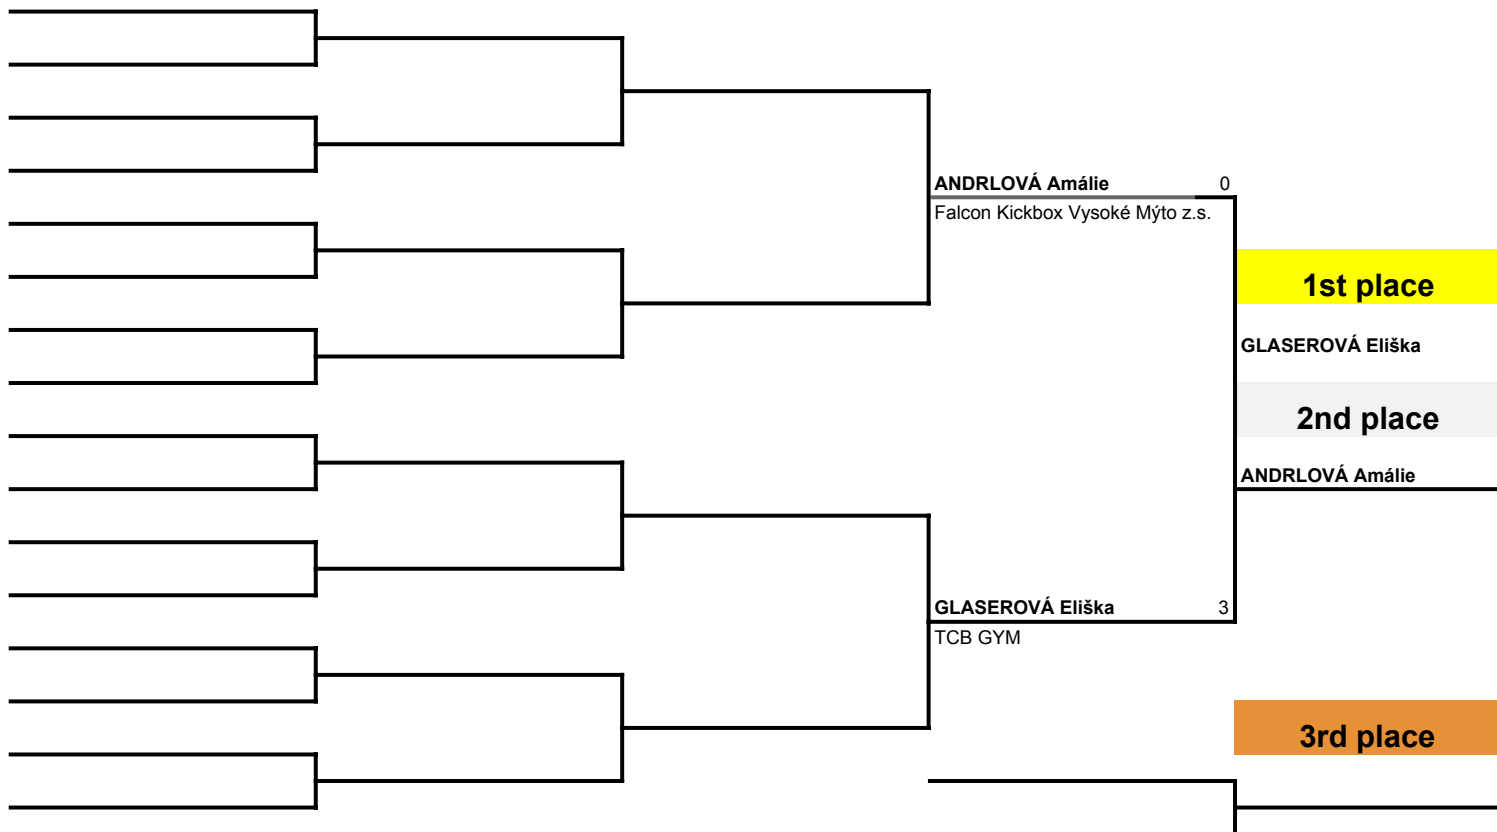 ANDRLOVÁ Amálie 0
Falcon Kickbox Vysoké Mýto z.s.
1st place
GLASEROVÁ Eliška
2nd place
ANDRLOVÁ Amálie
GLASEROVÁ Eliška 3
TCB GYM
3rd place